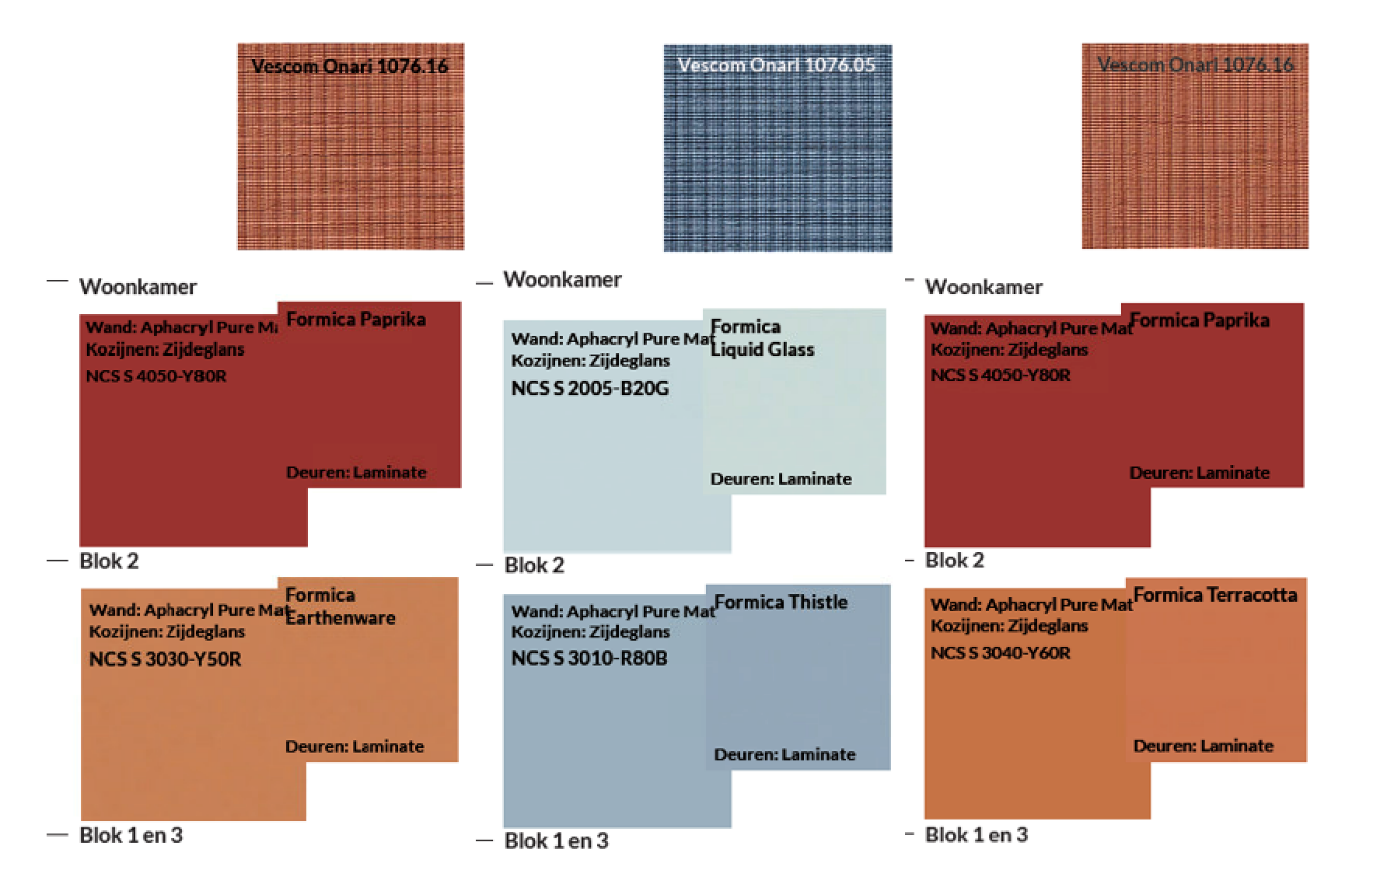 Vescom Onari 1076.16
Woonkamer
Wand: Aphacryl Pure Ma
Kozijnen: Zijdeglans
NCS S 4050-Y80R
Formica Paprika
Deuren: Laminate
Blok 2
Wand: Aphacryl Pure Mat
Kozijnen: Zijdeglans
NCS S 3030-Y50R
Formica
Earthenware
Deuren: Laminate
Blok 1 en 3
Vescom Onari 1076.05
Woonkamer
Wand: Aphacryl Pure Mat
Kozijnen: Zijdeglans
NCS S 2005-B20G
Formica
Liquid Glass
Deuren: Laminate
Blok 2
Wand: Aphacryl Pure Mat
Kozijnen: Zijdeglans
NCS S 3010-R80B
Formica Thistle
Deuren: Laminate
Blok 1 en 3
Vescom Onari 1076.16
Woonkamer
Wand: Aphacryl Pure Mat
Kozijnen: Zijdeglans
NCS S 4050-Y80R
Formica Paprika
Deuren: Laminate
Blok 2
Wand: Aphacryl Pure Mat
Kozijnen: Zijdeglans
NCS S 3040-Y60R
Formica Terracotta
Deuren: Laminate
Blok 1 en 3